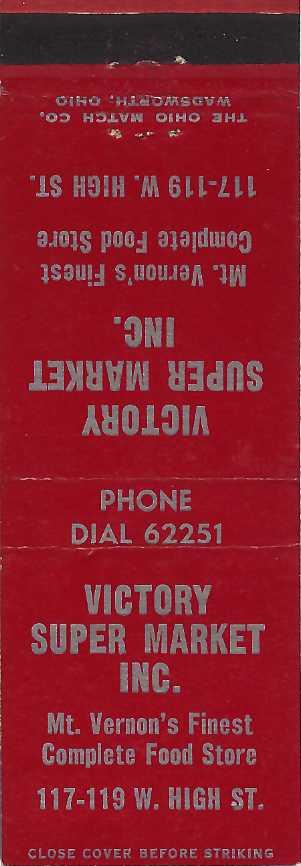 THE OHIO MATCH CO.
WADSWORTH, OHIO
VICTORY
SUPER MARKET
INC.
Mt. Vernon's Finest
Complete Food Store
117-119 W. HIGH ST.
PHONE
DIAL 62251
VICTORY
SUPER MARKET
INC.
Mt. Vernon's Finest
Complete Food Store
117-119 W. HIGH ST.
CLOSE COVER BEFORE STRIKING